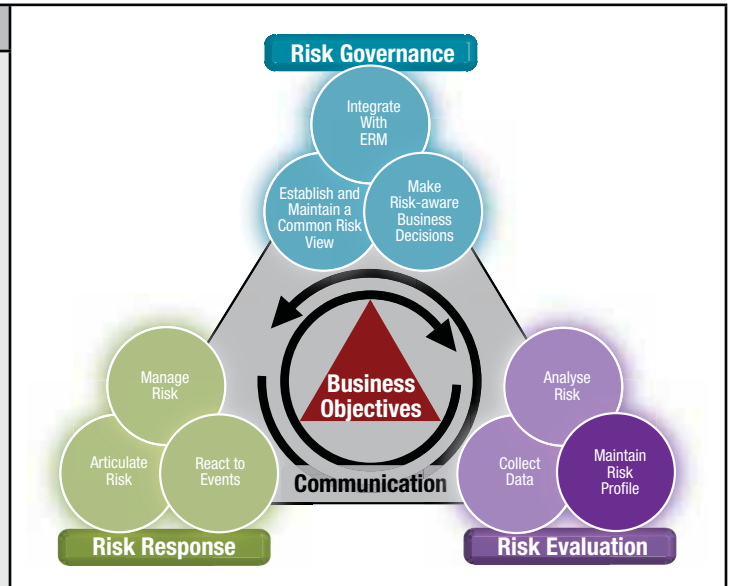 Risk Governance
Integrate
With
ERM
Establish and
Maintain a
Common Risk
View
Make
Risk-aware
Business
Decisions
Business
Objectives
Communication
Manage
Risk
Articulate
Risk
React to
Events
Risk Response
Analyse
Risk
Collect
Data
Maintain
Risk
Profile
Risk Evaluation